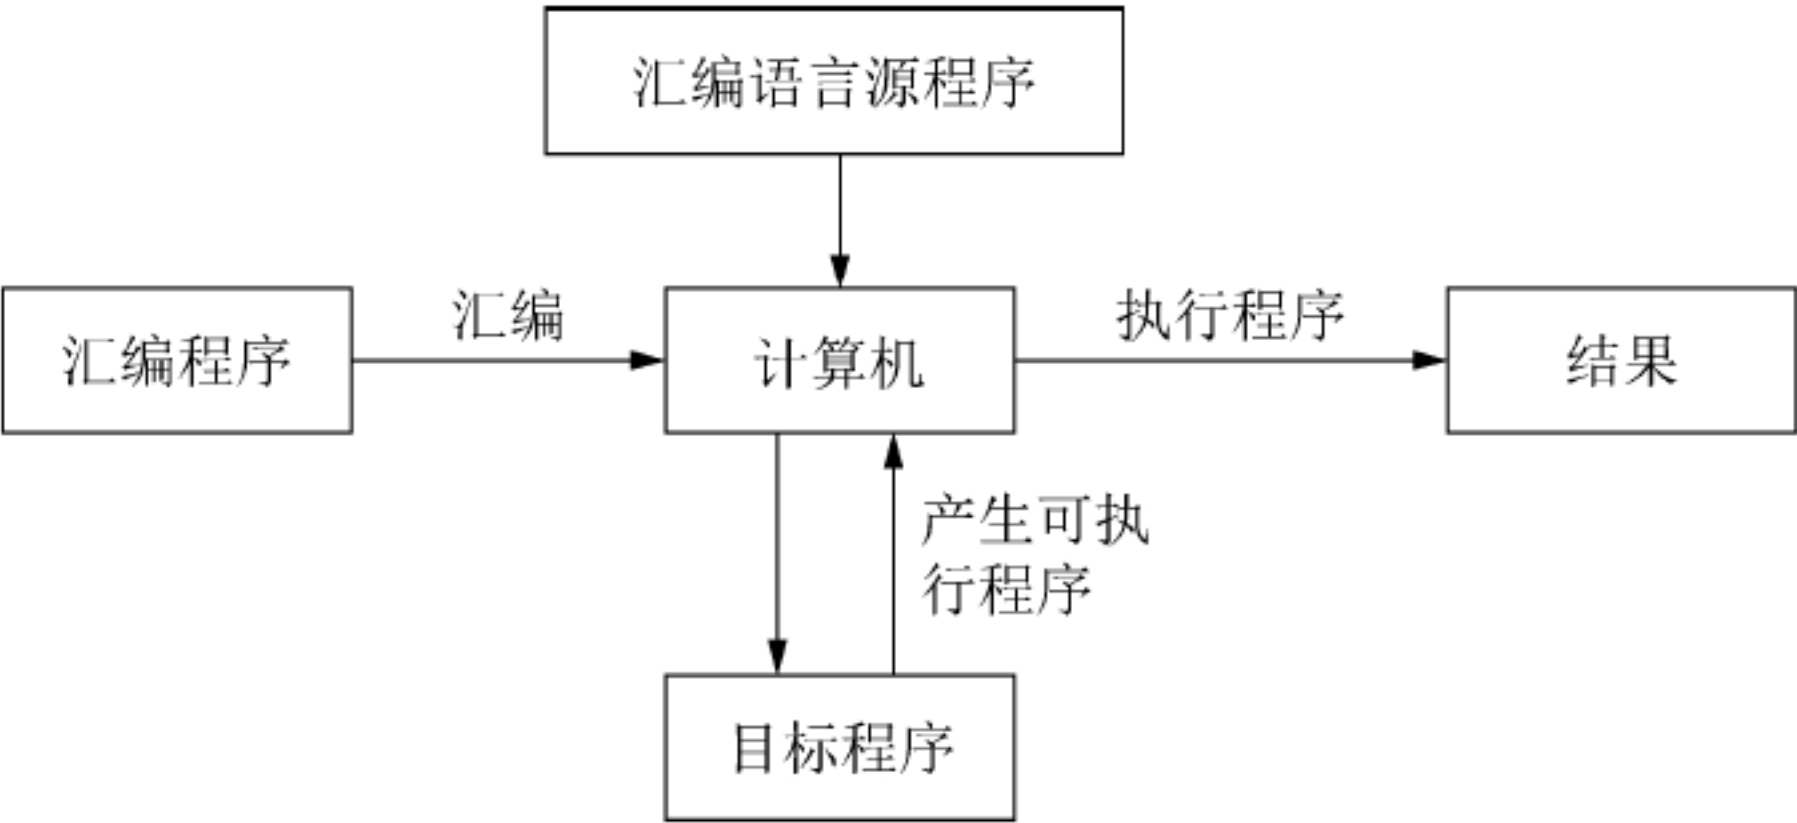 汇编语言源程序
汇编
执行程序
汇编程序
计算机
结果
产生可执
行程序
目标程序